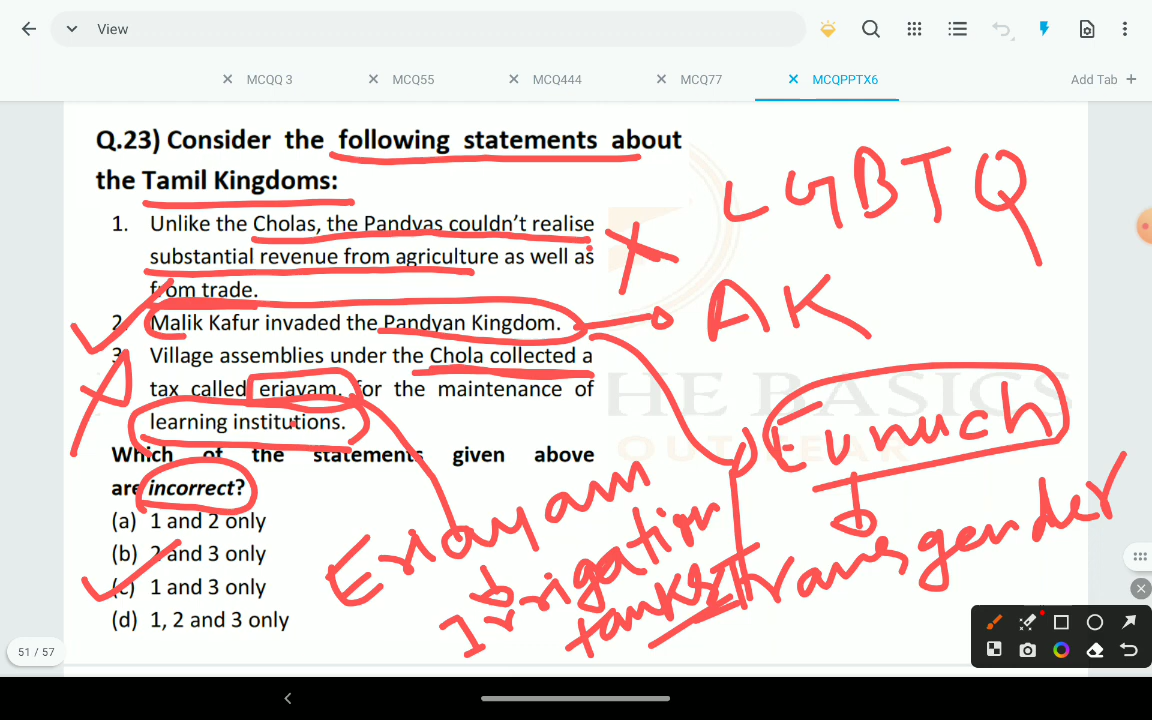 View
MCQQ 3
MCQ55
MCQ444
MCQ77
MCQPPTX6
Add Tab +
Q.23) Consider the following statements about
the Tamil Kingdoms:
1. Unlike the Cholas, the Pandyas couldn't realise
substantial revenue from agriculture as well as
from trade.
2. Malik Kafur invaded the Pandyan Kingdom.
3. Village assemblies under the Chola collected a
tax called eriayam, for the maintenance of
learning institutions.
Which of the statements given above
are incorrect?
(a) 1 and 2 only
(b) 2 and 3 only
(c) 1 and 3 only
(d) 1, 2 and 3 only
LGBTQ
AK
Eunuch
Transgender
Eriayam
Irrigation
tanks
THE BASICS
OUT YEAR
51 / 57